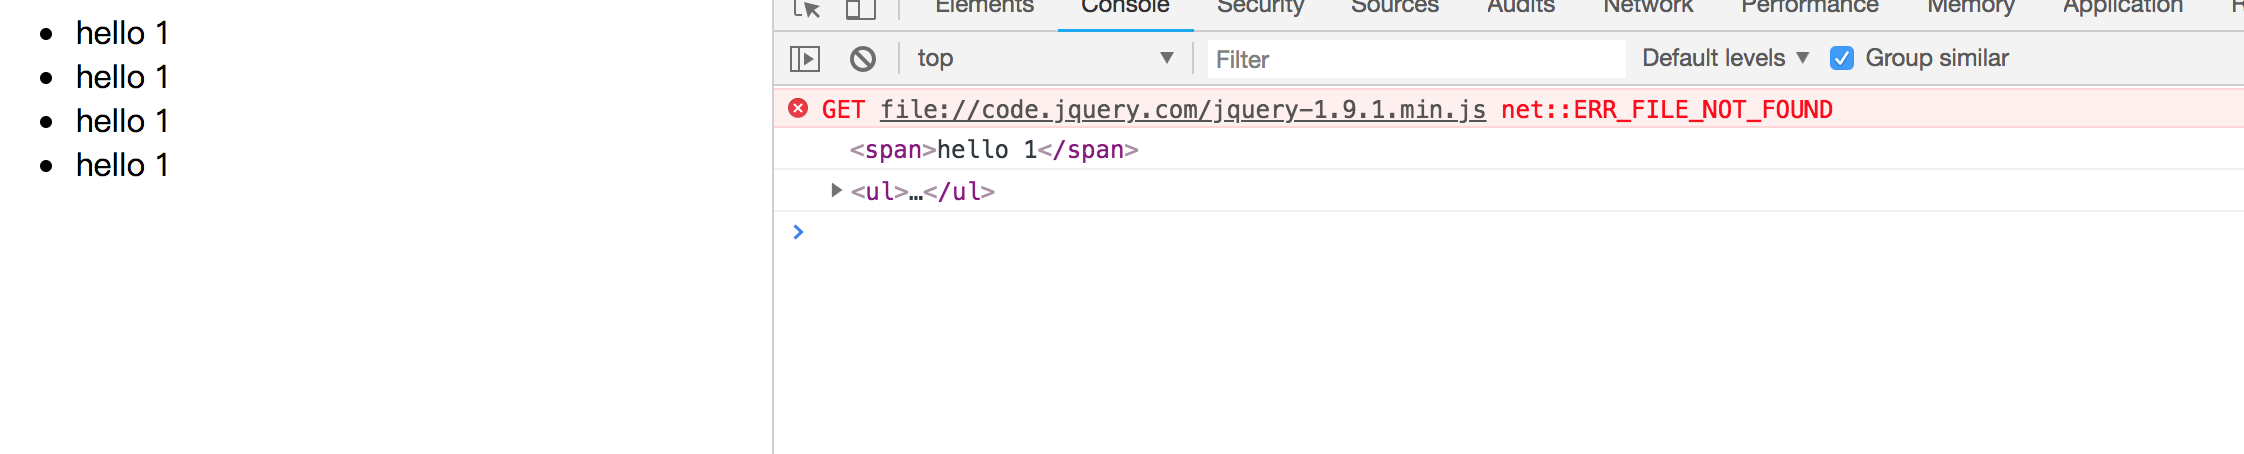 hello 1
hello 1
hello 1
hello 1
Elements Console Security Sources Audits Network Performance Memory Application
top Filter Default levels Group similar
GET file://code.jquery.com/jquery-1.9.1.min.js net::ERR_FILE_NOT_FOUND
<span>hello 1</span>
<ul>…</ul>
>